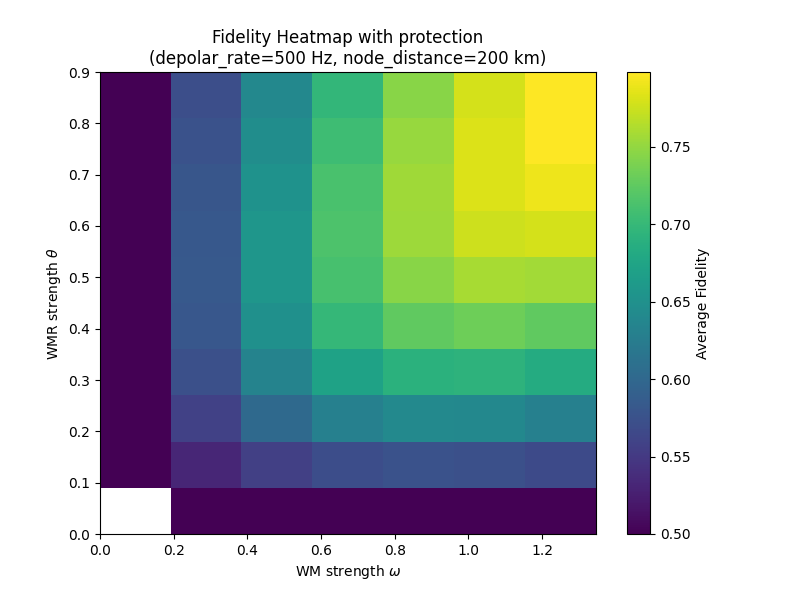 Fidelity Heatmap with protection
(depolar_rate=500 Hz, node_distance=200 km)
0.9
0.8
0.7
0.6
0.5
0.4
0.3
0.2
0.1
0.0
WMR strength θ
0.0 0.2 0.4 0.6 0.8 1.0 1.2
WM strength ω
0.75
0.70
0.65
0.60
0.55
0.50
Average Fidelity